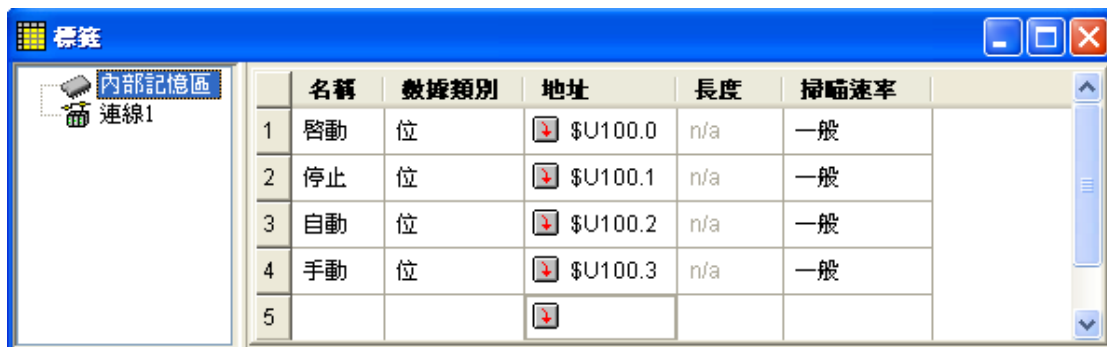 標籤
內部記憶區
連線1
名稱 數據類別 地址 長度 掃瞄速率
1 啓動 位 $U100.0 n/a 一般
2 停止 位 $U100.1 n/a 一般
3 自動 位 $U100.2 n/a 一般
4 手動 位 $U100.3 n/a 一般
5